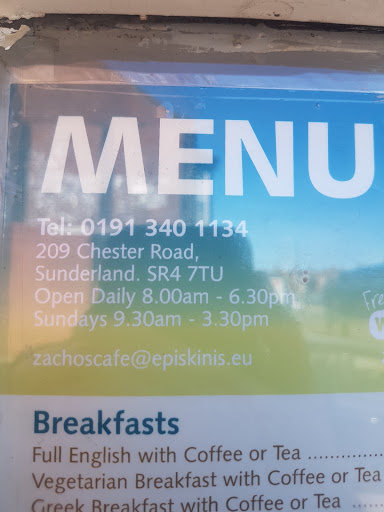 MENU
Tel: 0191 340 1134
209 Chester Road,
Sunderland. SR4 7TU
Open Daily 8.00am - 6.30pm
Sundays 9.30am - 3.30pm
zachoscafe@episkinis.eu
Breakfasts
Full English with Coffee or Tea ..............
Vegetarian Breakfast with Coffee or Tea
Greek Breakfast with Coffee or Tea ....